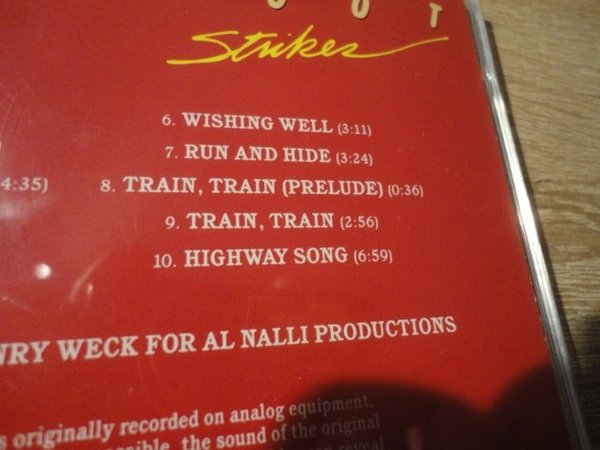 O O T
Strikes
6. WISHING WELL (3:11)
7. RUN AND HIDE (3:24)
4:35) 8. TRAIN, TRAIN (PRELUDE) (0:36)
9. TRAIN, TRAIN (2:56)
10. HIGHWAY SONG (6:59)
NRY WECK FOR AL NALLI PRODUCTIONS
s originally recorded on analog equipment.
the sound of the original
reveal